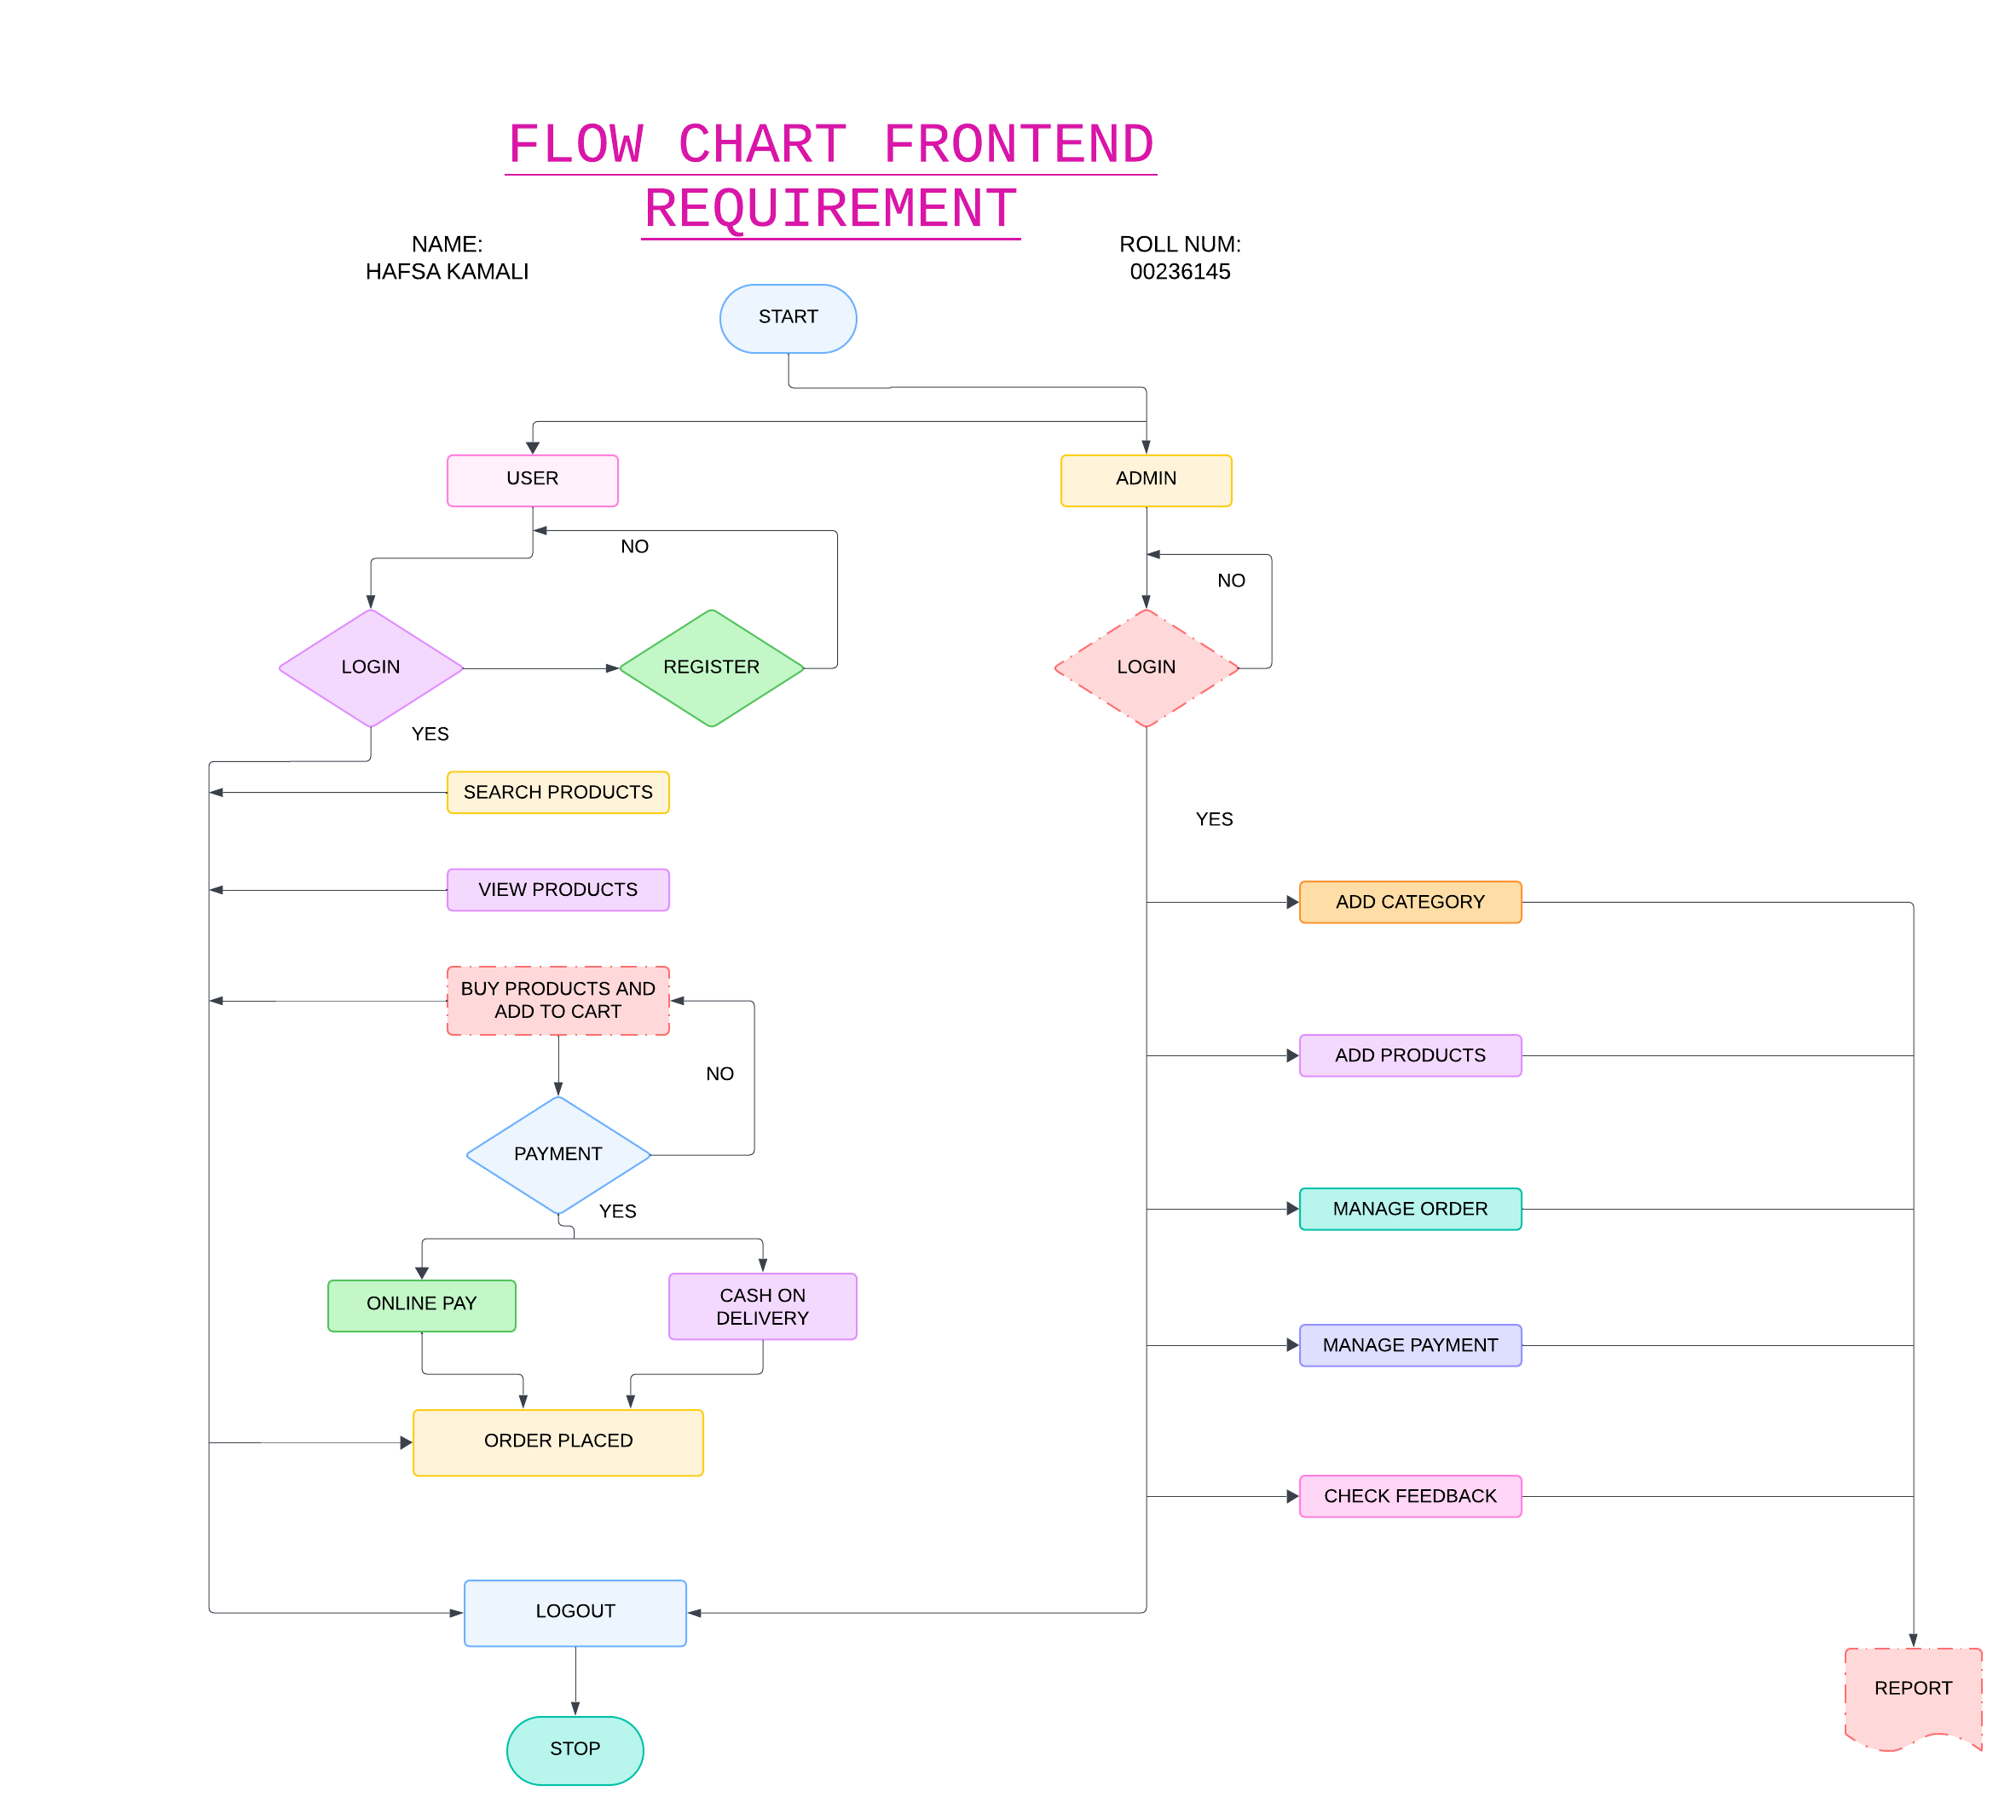 FLOW CHART FRONTEND
REQUIREMENT
NAME:
HAFSA KAMALI
ROLL NUM:
00236145
START
USER
ADMIN
NO
NO
LOGIN
REGISTER
LOGIN
YES
SEARCH PRODUCTS
YES
VIEW PRODUCTS
ADD CATEGORY
BUY PRODUCTS AND
ADD TO CART
ADD PRODUCTS
NO
PAYMENT
YES
MANAGE ORDER
ONLINE PAY
CASH ON
DELIVERY
MANAGE PAYMENT
ORDER PLACED
CHECK FEEDBACK
LOGOUT
REPORT
STOP